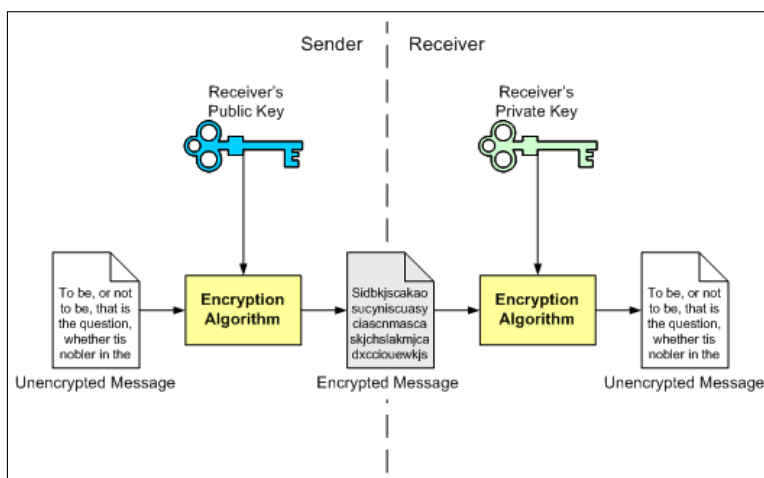 Sender
Receiver
Receiver's
Public Key
Receiver's
Private Key
To be, or not
to be, that is
the question,
whether tis
nobler in the
Unencrypted Message
Encryption
Algorithm
Sidbkjscakao
sucyniscuasy
ciascnmasca
skjchslakmjca
dxcciouewkjs
Encrypted Message
Encryption
Algorithm
To be, or not
to be, that is
the question,
whether tis
nobler in the
Unencrypted Message